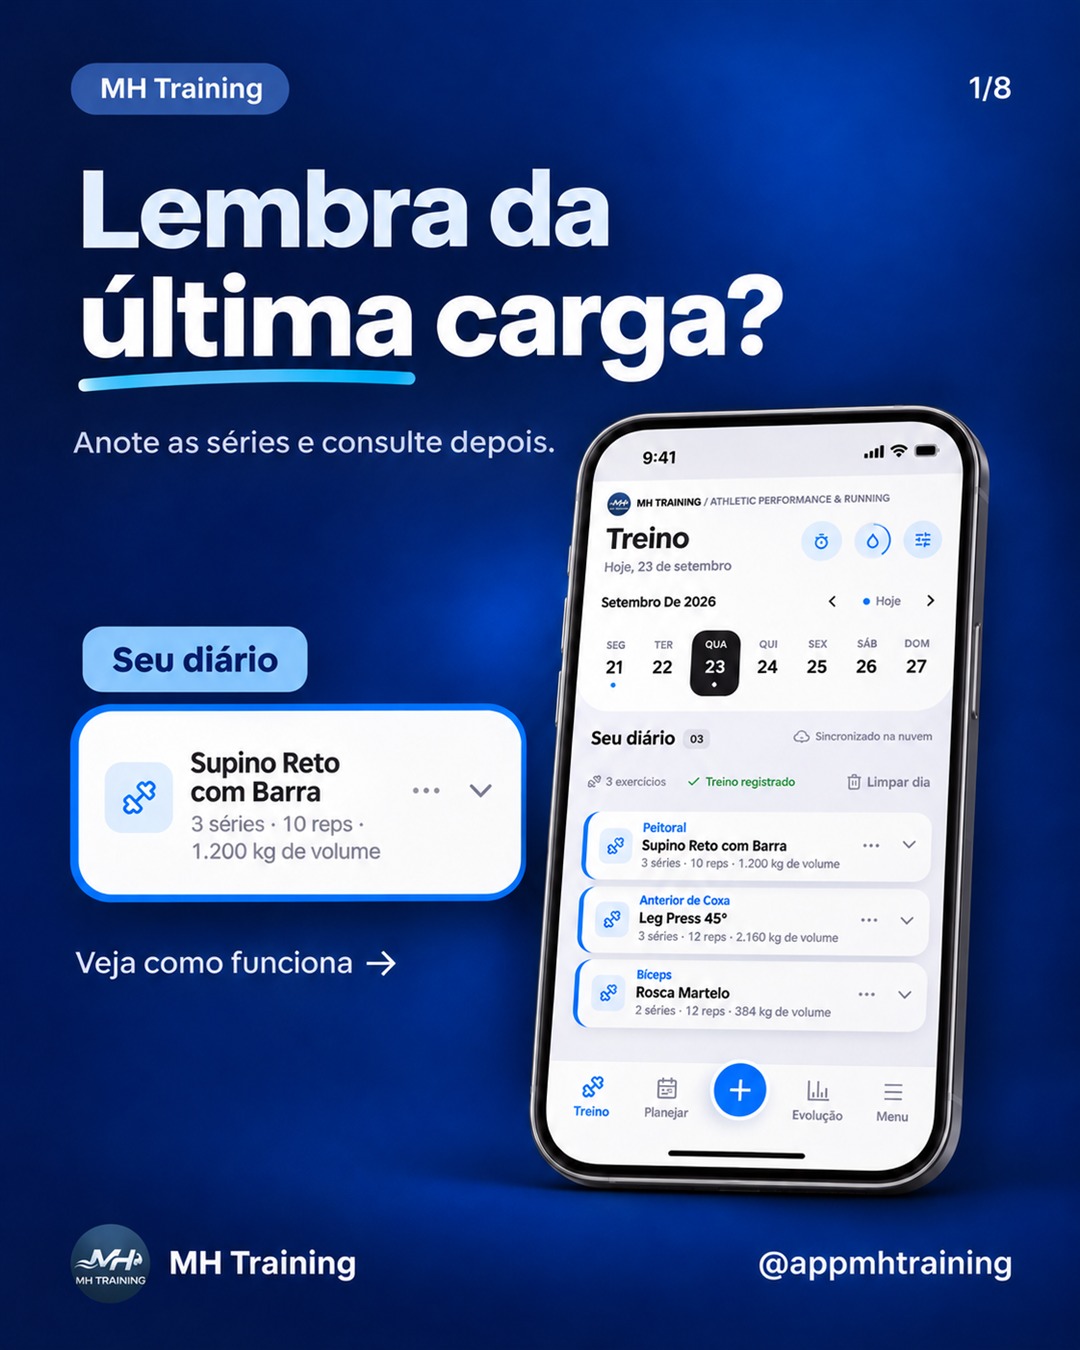 MH Training
1/8
Lembra da
última carga?
Anote as séries e consulte depois.
Seu diário
Supino Reto
com Barra
3 séries · 10 reps ·
1.200 kg de volume
Veja como funciona →
9:41
MH TRAINING / ATHLETIC PERFORMANCE & RUNNING
Treino
Hoje, 23 de setembro
Setembro De 2026
Hoje
SEG TER QUA QUI SEX SÁB DOM
21 22 23 24 25 26 27
Seu diário 03
Sincronizado na nuvem
3 exercícios
Treino registrado
Limpar dia
Peitoral
Supino Reto com Barra
3 séries · 10 reps · 1.200 kg de volume
Anterior de Coxa
Leg Press 45°
3 séries · 12 reps · 2.160 kg de volume
Bíceps
Rosca Martelo
2 séries · 12 reps · 384 kg de volume
Treino
Planejar
Evolução
Menu
MH
MH TRAINING
MH Training
@appmhtraining